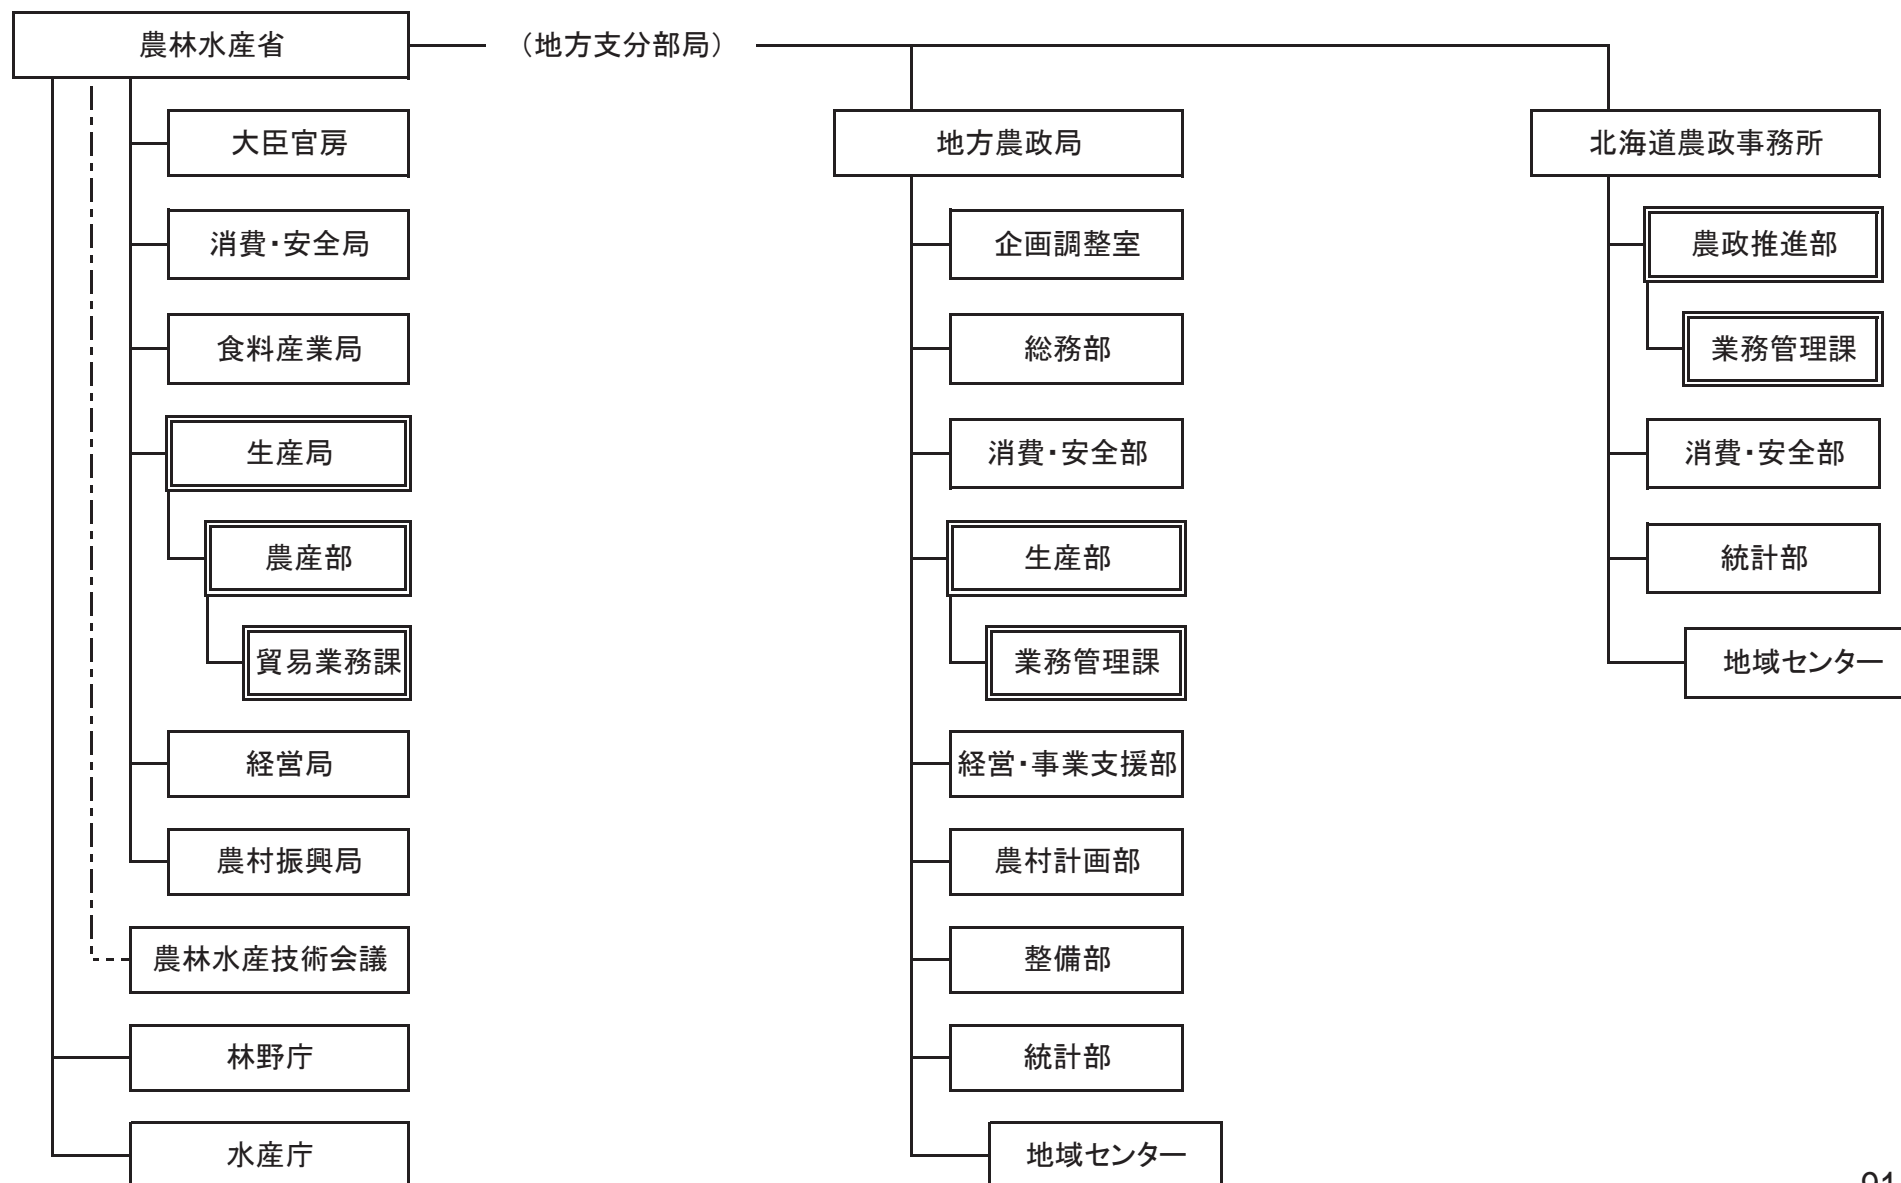 農林水産省
（地方支分部局）
大臣官房
消費・安全局
食料産業局
生産局
農産部
貿易業務課
経営局
農村振興局
農林水産技術会議
林野庁
水産庁
地方農政局
企画調整室
総務部
消費・安全部
生産部
業務管理課
経営・事業支援部
農村計画部
整備部
統計部
地域センター
北海道農政事務所
農政推進部
業務管理課
消費・安全部
統計部
地域センター